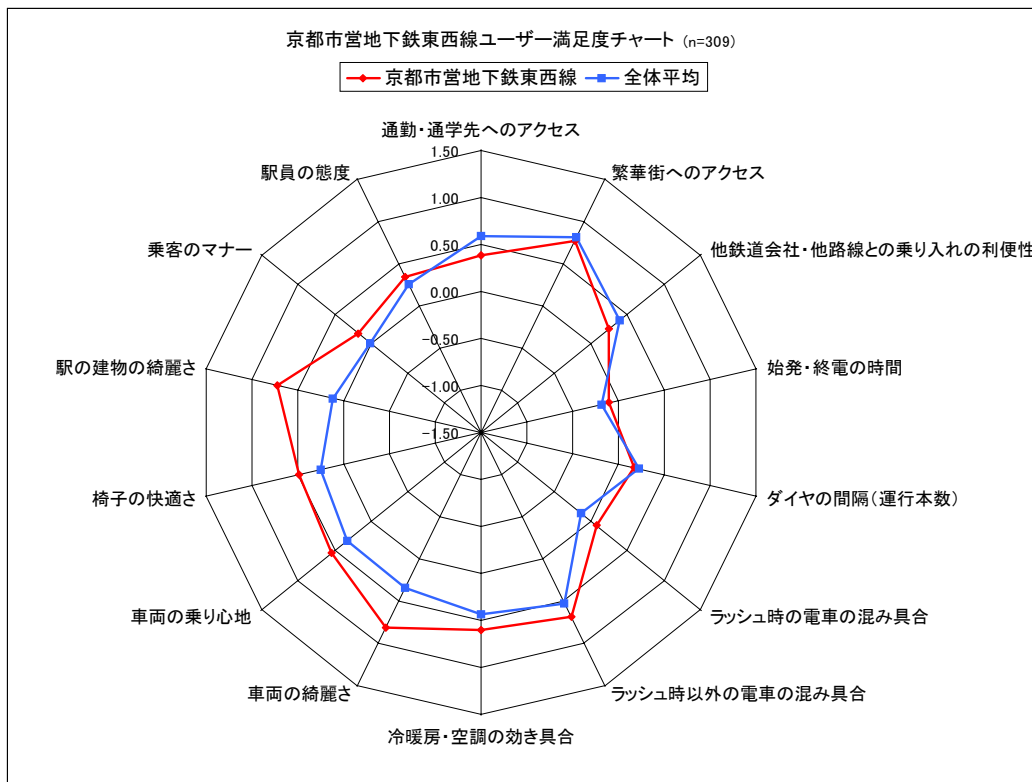 京都市営地下鉄東西線ユーザー満足度チャート (n=309)
京都市営地下鉄東西線 全体平均
通勤・通学先へのアクセス
繁華街へのアクセス
他鉄道会社・他路線との乗り入れの利便性
始発・終電の時間
ダイヤの間隔(運行本数)
ラッシュ時の電車の混み具合
ラッシュ時以外の電車の混み具合
冷暖房・空調の効き具合
車両の綺麗さ
車両の乗り心地
椅子の快適さ
駅の建物の綺麗さ
乗客のマナー
駅員の態度
1.50
1.00
0.50
0.00
-0.50
-1.00
-1.50